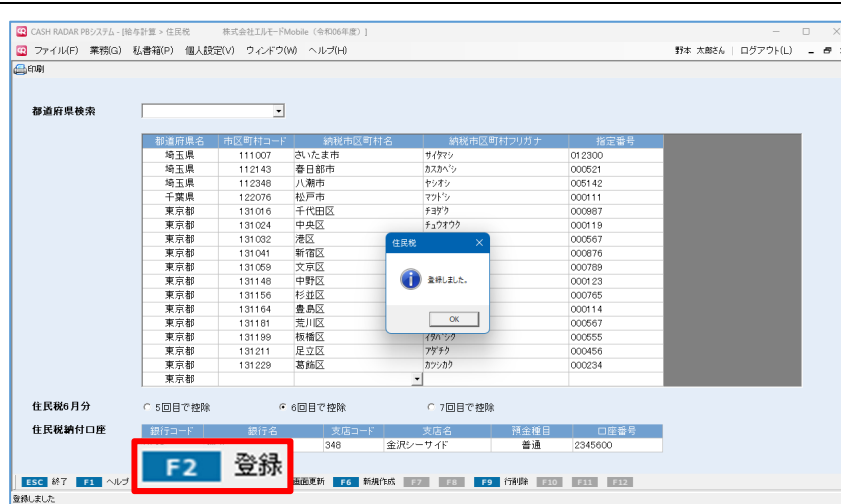 CASH RADAR PBシステム - [給与計算 > 住民税 株式会社エルモードMobile（令和06年度）]
ファイル(F) 業務(G) 私書箱(P) 個人設定(V) ウィンドウ(W) ヘルプ(H) 野本 太郎さん | ログアウト(L)
印刷
都道府県検索
都道府県名 市区町村コード 納税市区町村名 納税市区町村フリガナ 指定番号
埼玉県 111007 さいたま市 ｻｲﾀﾏｼ 012300
埼玉県 112143 春日部市 ｶｽｶﾍﾞｼ 000521
埼玉県 112348 八潮市 ﾔｼｵｼ 005142
千葉県 122076 松戸市 ﾏﾂﾄﾞｼ 000111
東京都 131016 千代田区 ﾁﾖﾀﾞｸ 000987
東京都 131024 中央区 ﾁｭｳｵｳｸ 000119
東京都 131032 港区 000567
東京都 131041 新宿区 000876
東京都 131059 文京区 000789
東京都 131148 中野区 000123
東京都 131156 杉並区 000765
東京都 131164 豊島区 000114
東京都 131181 荒川区 000567
東京都 131199 板橋区 ｲﾀﾊﾞｼｸ 000555
東京都 131211 足立区 ｱﾀﾞﾁｸ 000456
東京都 131229 葛飾区 ｶﾂｼｶｸ 000234
東京都
住民税
登録しました。
OK
住民税6月分 5回目で控除 6回目で控除 7回目で控除
住民税納付口座 銀行コード 銀行名 支店コード 支店名 預金種目 口座番号
348 金沢シーサイド 普通 2345600
F2 登録
ESC 終了 F1 ヘルプ 画面更新 F6 新規作成 F7 F8 F9 行削除 F10 F11 F12
登録しました